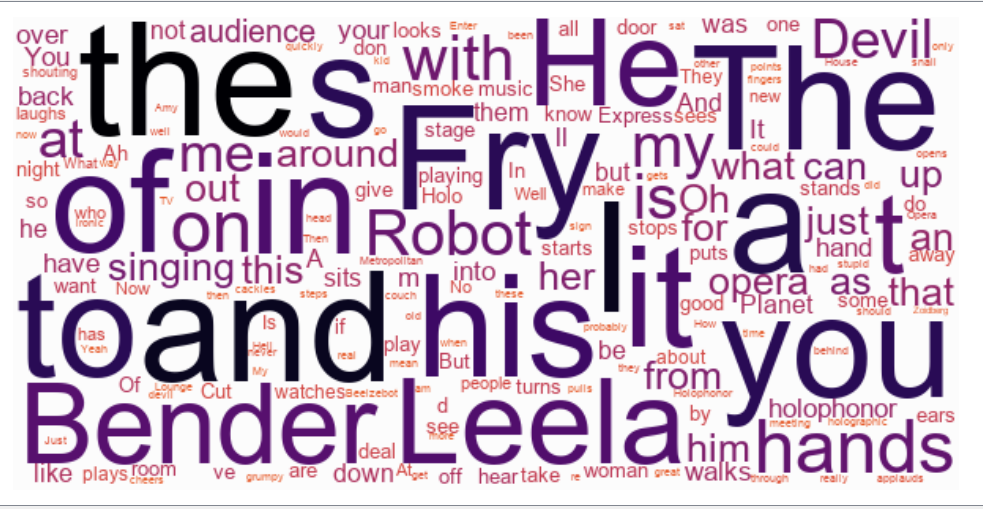 over not audience your looks Enter been all door sat was one Devil only
You the s quickly don kid with He She They other The points House small
shouting man smoke music fingers
back them know Express sees And new
laughs Amy stage It
now at well would go Fry ll my could opens
night What way Ah me around playing In but what can up
so TV out give Holo Well make gets is Oh stands did do
he who Ironic of on in head Robot sign stops for a just t Opera an
Then starts puts hand away
have singing this A Metropolitan sits m into her I it opera had stupid as that
want Now then cackles steps couch No these good Planet some should Zoidberg
to and his old probably How time you
has Is if play when be behind
Yeah Hell never real mean But they about
My from
Of devil Lounge Cut watches Beelzebot am people turns pulls Holophonor
Bender Leela d by holophonor ears
Just see more meeting holographic
deal him hands
like plays room cheers ve grumpy are down At get off hear take re woman great walks through really applauds